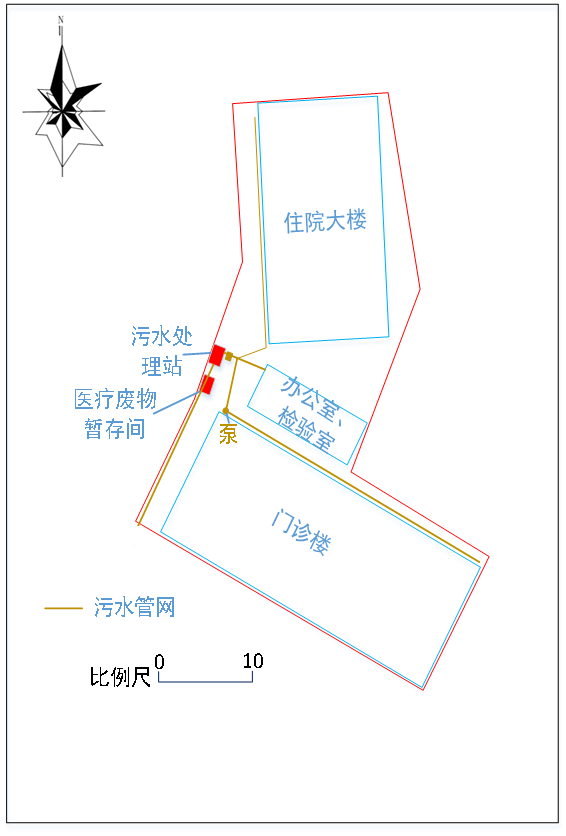 N
住院大楼
污水处
理站
办公室、
检验室
医疗废物
暂存间
泵
门诊楼
污水管网
比例尺 0 10